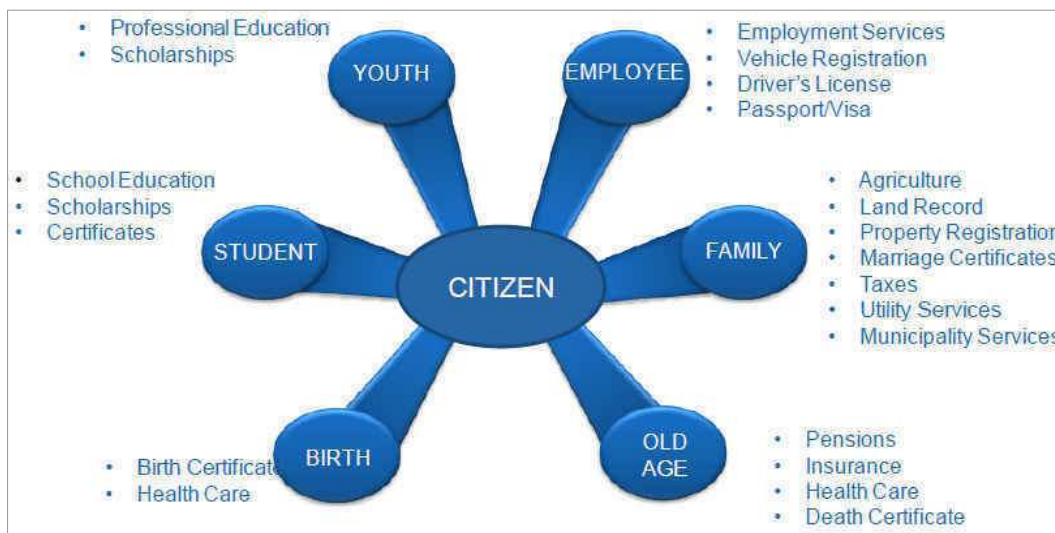 • Professional Education
• Scholarships
YOUTH
EMPLOYEE
• Employment Services
• Vehicle Registration
• Driver's License
• Passport/Visa
• School Education
• Scholarships
• Certificates
STUDENT
CITIZEN
FAMILY
• Agriculture
• Land Record
• Property Registration
• Marriage Certificates
• Taxes
• Utility Services
• Municipality Services
• Birth Certificate
• Health Care
BIRTH
OLD
AGE
• Pensions
• Insurance
• Health Care
• Death Certificate